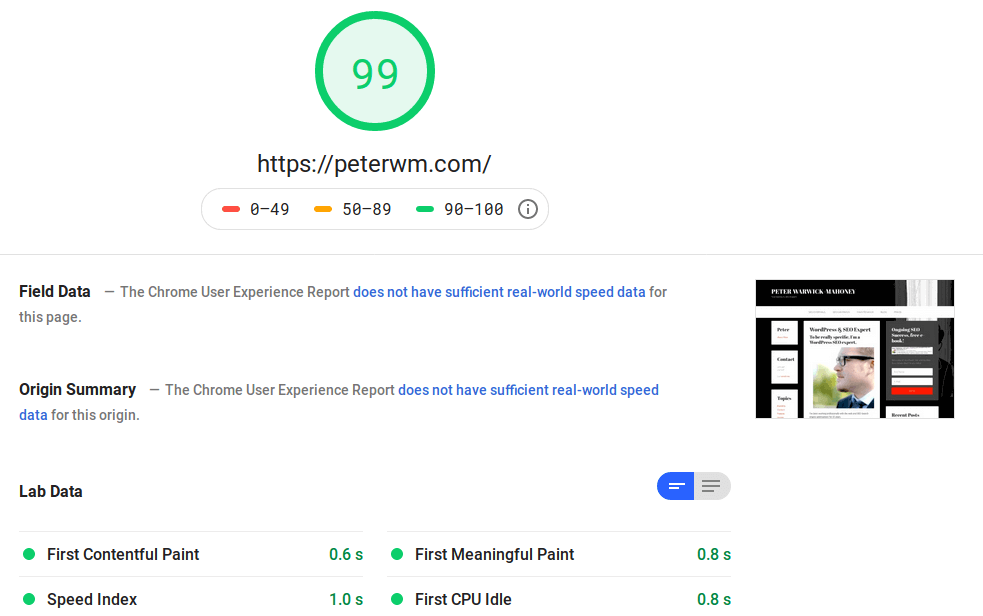 99
https://peterwm.com/
0–49 50–89 90–100
Field Data — The Chrome User Experience Report does not have sufficient real-world speed data for
this page.
PETER WARWICK MAHONEY
Peter
WordPress & SEO Expert
To be really specific, I'm a
WordPress SEO expert.
Ongoing SEO
Success, free e
book!
Contact
Topics
Recent Posts
Origin Summary — The Chrome User Experience Report does not have sufficient real-world speed
data for this origin.
Lab Data
First Contentful Paint 0.6 s
First Meaningful Paint 0.8 s
Speed Index 1.0 s
First CPU Idle 0.8 s